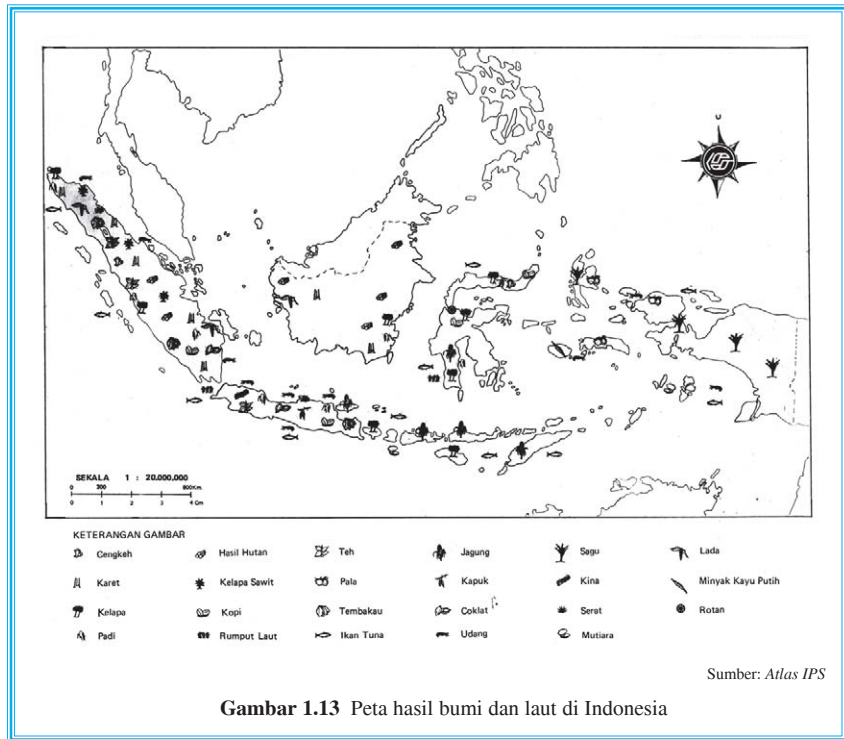 U
SEKALA 1 : 20.000,000
0 200 800Km
0 1 2 3 4 Cm
KETERANGAN GAMBAR
Cengkeh Hasil Hutan Teh Jagung Sagu Lada
Karet Kelapa Sawit Pala Kapuk Kina Minyak Kayu Putih
Kelapa Kopi Tembakau Coklat Serat Rotan
Padi Rumput Laut Ikan Tuna Udang Mutiara
Sumber: Atlas IPS
Gambar 1.13 Peta hasil bumi dan laut di Indonesia